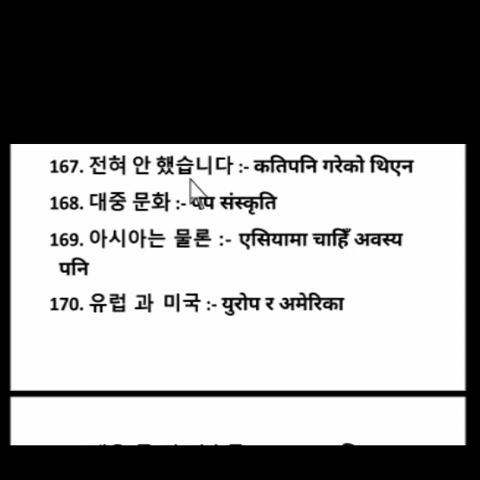 167. 전혀 안 했습니다 :- कतिपनि गरेको थिएन
168. 대중 문화 :- पप संस्कृति
169. 아시아는 물론 :- एसियामा चाहिँ अवस्य
पनि
170. 유럽 과 미국 :- युरोप र अमेरिका